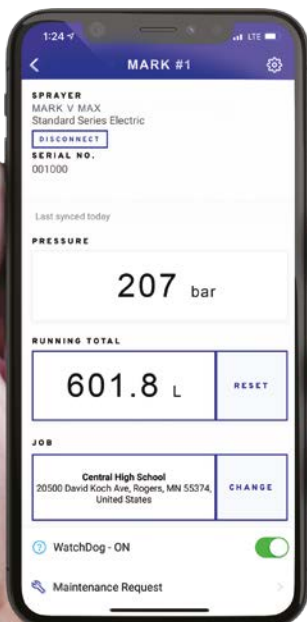 1:24
LTE
MARK #1
SPRAYER
MARK V MAX
Standard Series Electric
DISCONNECT
SERIAL NO.
001000
Last synced today
PRESSURE
207 bar
RUNNING TOTAL
601.8 L
RESET
JOB
Central High School
20500 David Koch Ave, Rogers, MN 55374,
United States
CHANGE
WatchDog - ON
Maintenance Request